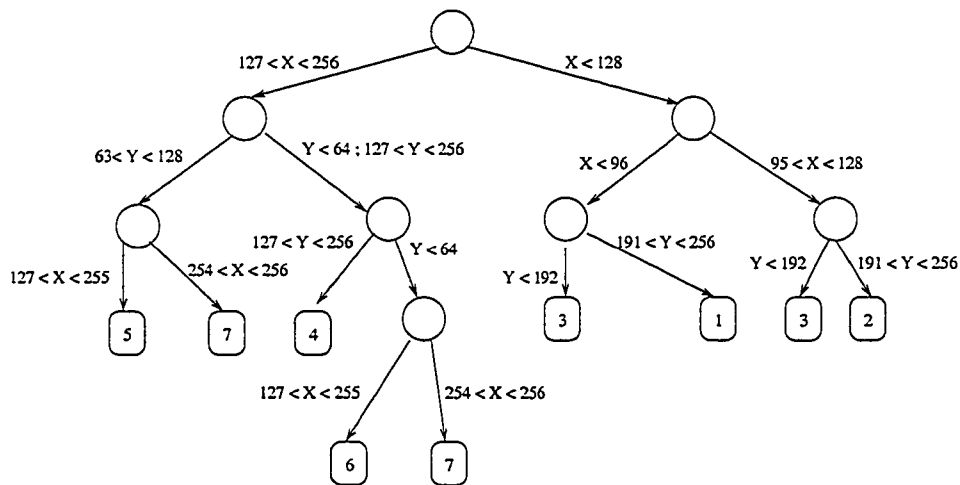 127 < X < 256
X < 128
63< Y < 128
Y < 64 ; 127 < Y < 256
X < 96
95 < X < 128
127 < Y < 256
Y < 64
191 < Y < 256
127 < X < 255
254 < X < 256
Y < 192
Y < 192
191 < Y < 256
5
7
4
3
1
3
2
127 < X < 255
254 < X < 256
6
7